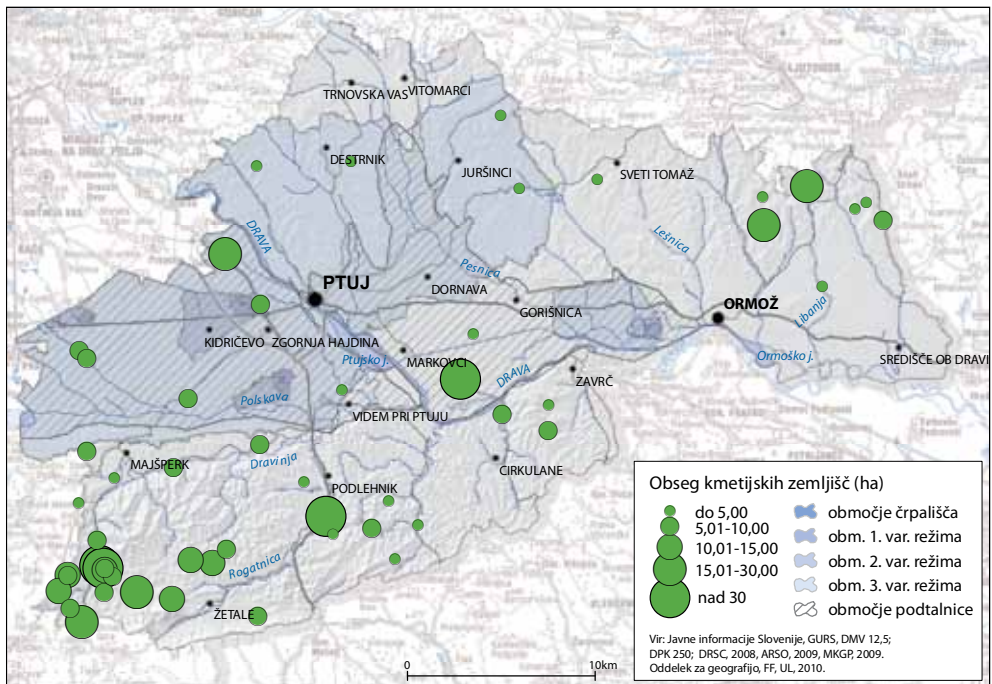 TRNOVSKA VAS
VITOMARCI
DESTRNIK
JURŠINCI
SVETI TOMAŽ
DRAVA
Lešnica
Pesnica
PTUJ
DORNAVA
GORIŠNICA
ORMOŽ
Libanja
KIDRIČEVO
ZGORNJA HAJDINA
Ptujsko j.
MARKOVCI
DRAVA
ZAVRČ
Ormoško j.
SREDIŠČE OB DRAVI
Polskava
VIDEM PRI PTUJU
MAJŠPERK
Dravinja
PODLEHNIK
CIRKULANE
Rogatnica
ŽETALE
Obseg kmetijskih zemljišč (ha)
do 5,00
5,01-10,00
10,01-15,00
15,01-30,00
nad 30
območje črpališča
obm. 1. var. režima
obm. 2. var. režima
obm. 3. var. režima
območje podtalnice
Vir: Javne informacije Slovenije, GURS, DMV 12,5;
DPK 250; DRSC, 2008, ARSO, 2009, MKGP, 2009.
Oddelek za geografijo, FF, UL, 2010.
0 10km